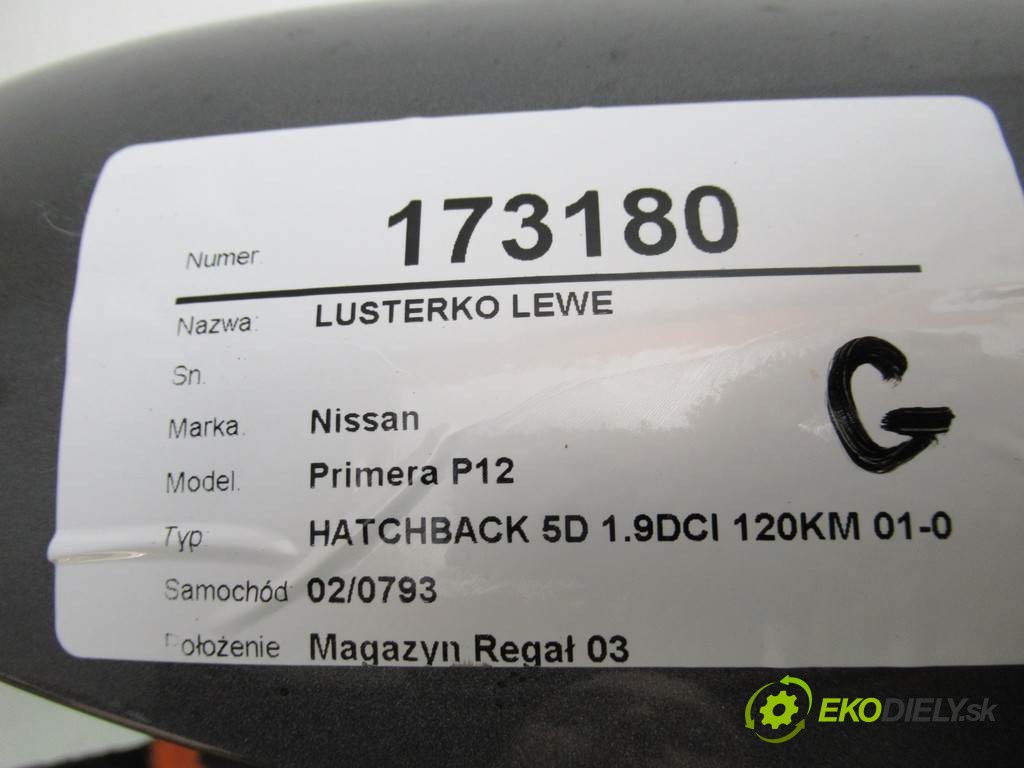 Numer. 173180
Nazwa: LUSTERKO LEWE
Sn.
Marka. Nissan
Model. Primera P12
Typ: HATCHBACK 5D 1.9DCI 120KM 01-0
Samochód: 02/0793
Położenie Magazyn Regał 03
G
EKODIELY.sk